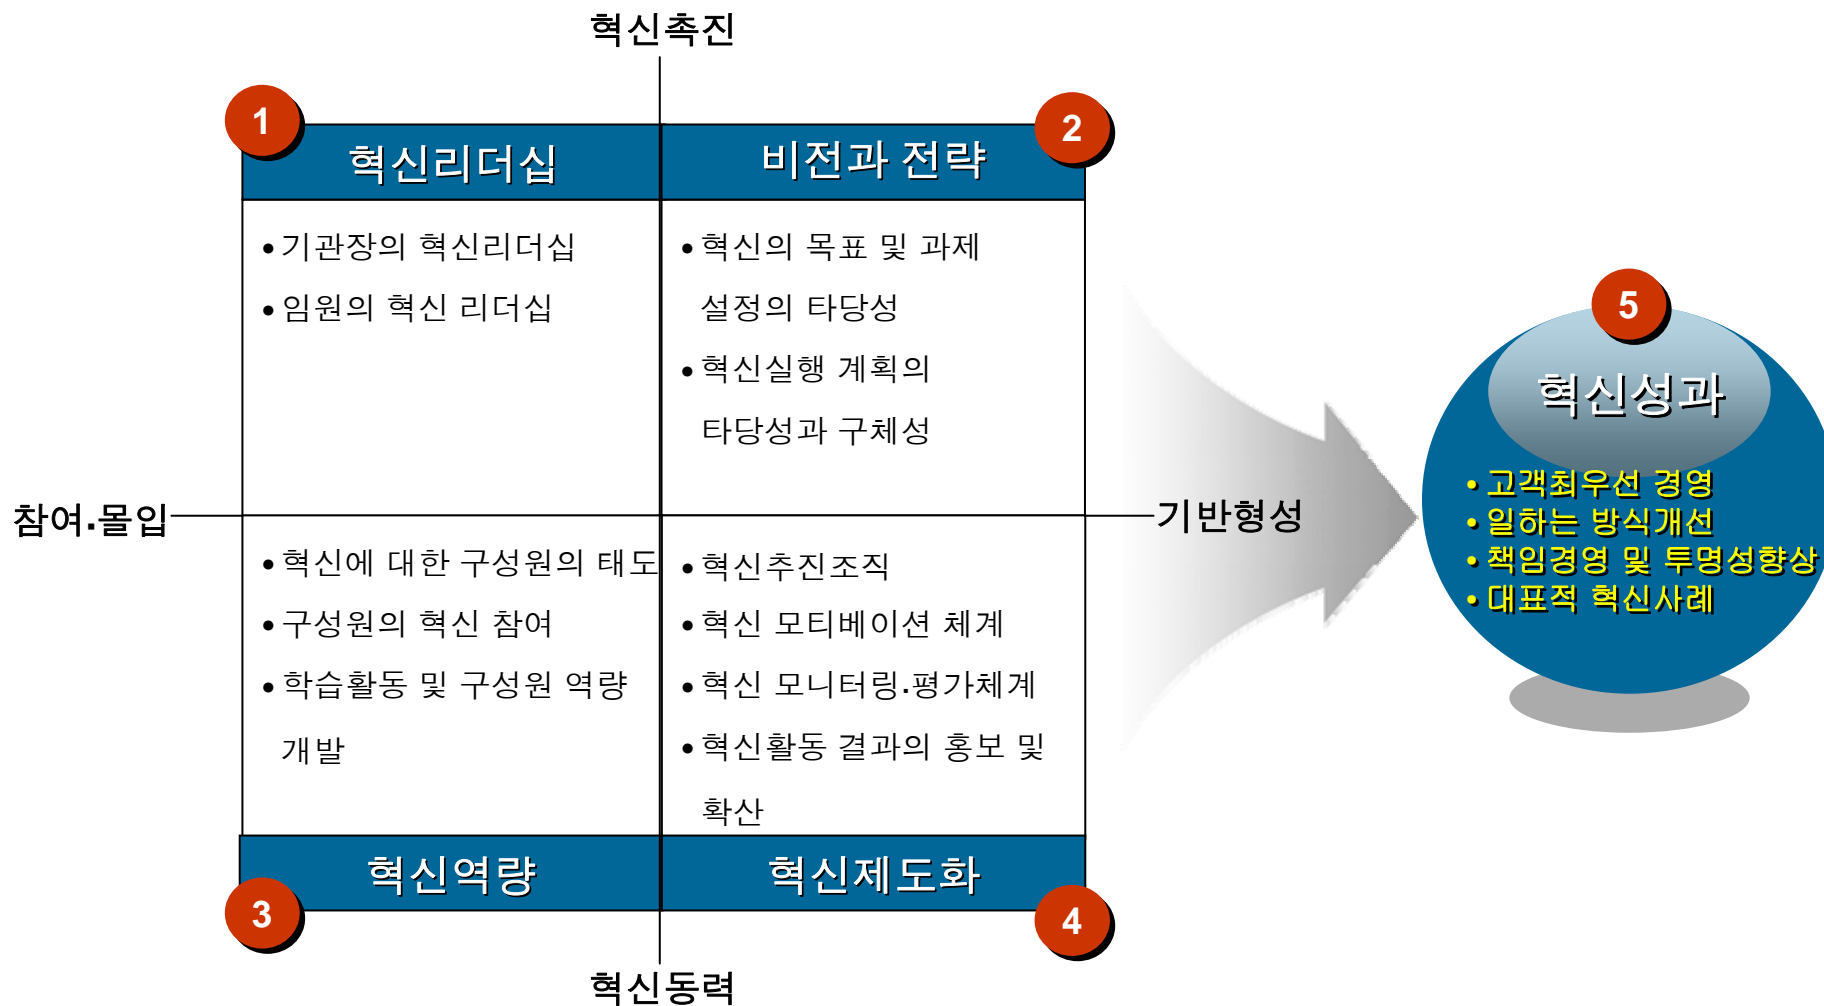 혁신촉진
1
혁신리더십
• 기관장의 혁신리더십
• 임원의 혁신 리더십
2
비전과 전략
• 혁신의 목표 및 과제
설정의 타당성
• 혁신실행 계획의
타당성과 구체성
참여.몰입
기반형성
• 혁신에 대한 구성원의 태도
• 구성원의 혁신 참여
• 학습활동 및 구성원 역량
개발
혁신역량
3
• 혁신추진조직
• 혁신 모티베이션 체계
• 혁신 모니터링.평가체계
• 혁신활동 결과의 홍보 및
확산
혁신제도화
4
혁신동력
5
혁신성과
• 고객최우선 경영
• 일하는 방식개선
• 책임경영 및 투명성향상
• 대표적 혁신사례